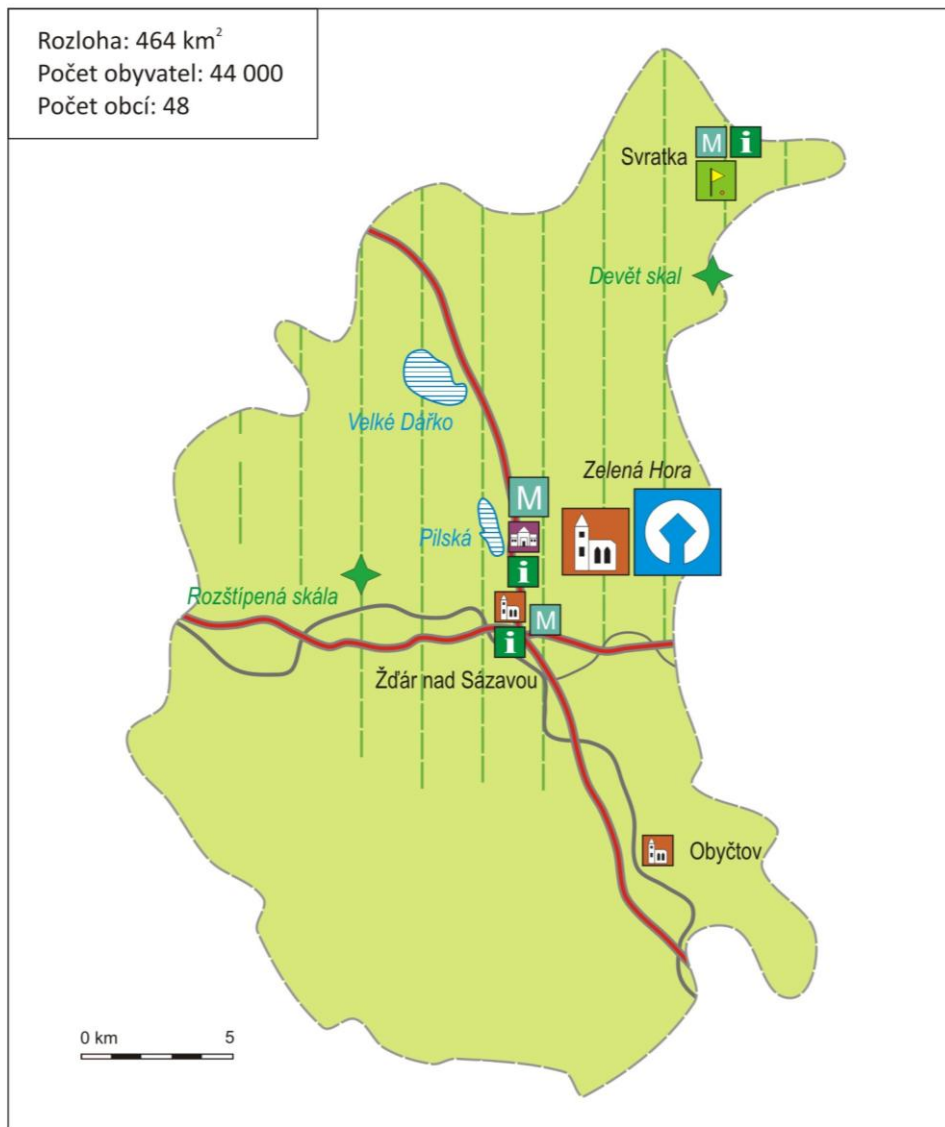 Rozloha: 464 km²
Počet obyvatel: 44 000
Počet obcí: 48
M i
Svratka
Devět skal
Velké Dářko
Zelená Hora
M
Pilská
i
Rozštípená skála
M
i
Žďár nad Sázavou
Obyčtov
0 km 5